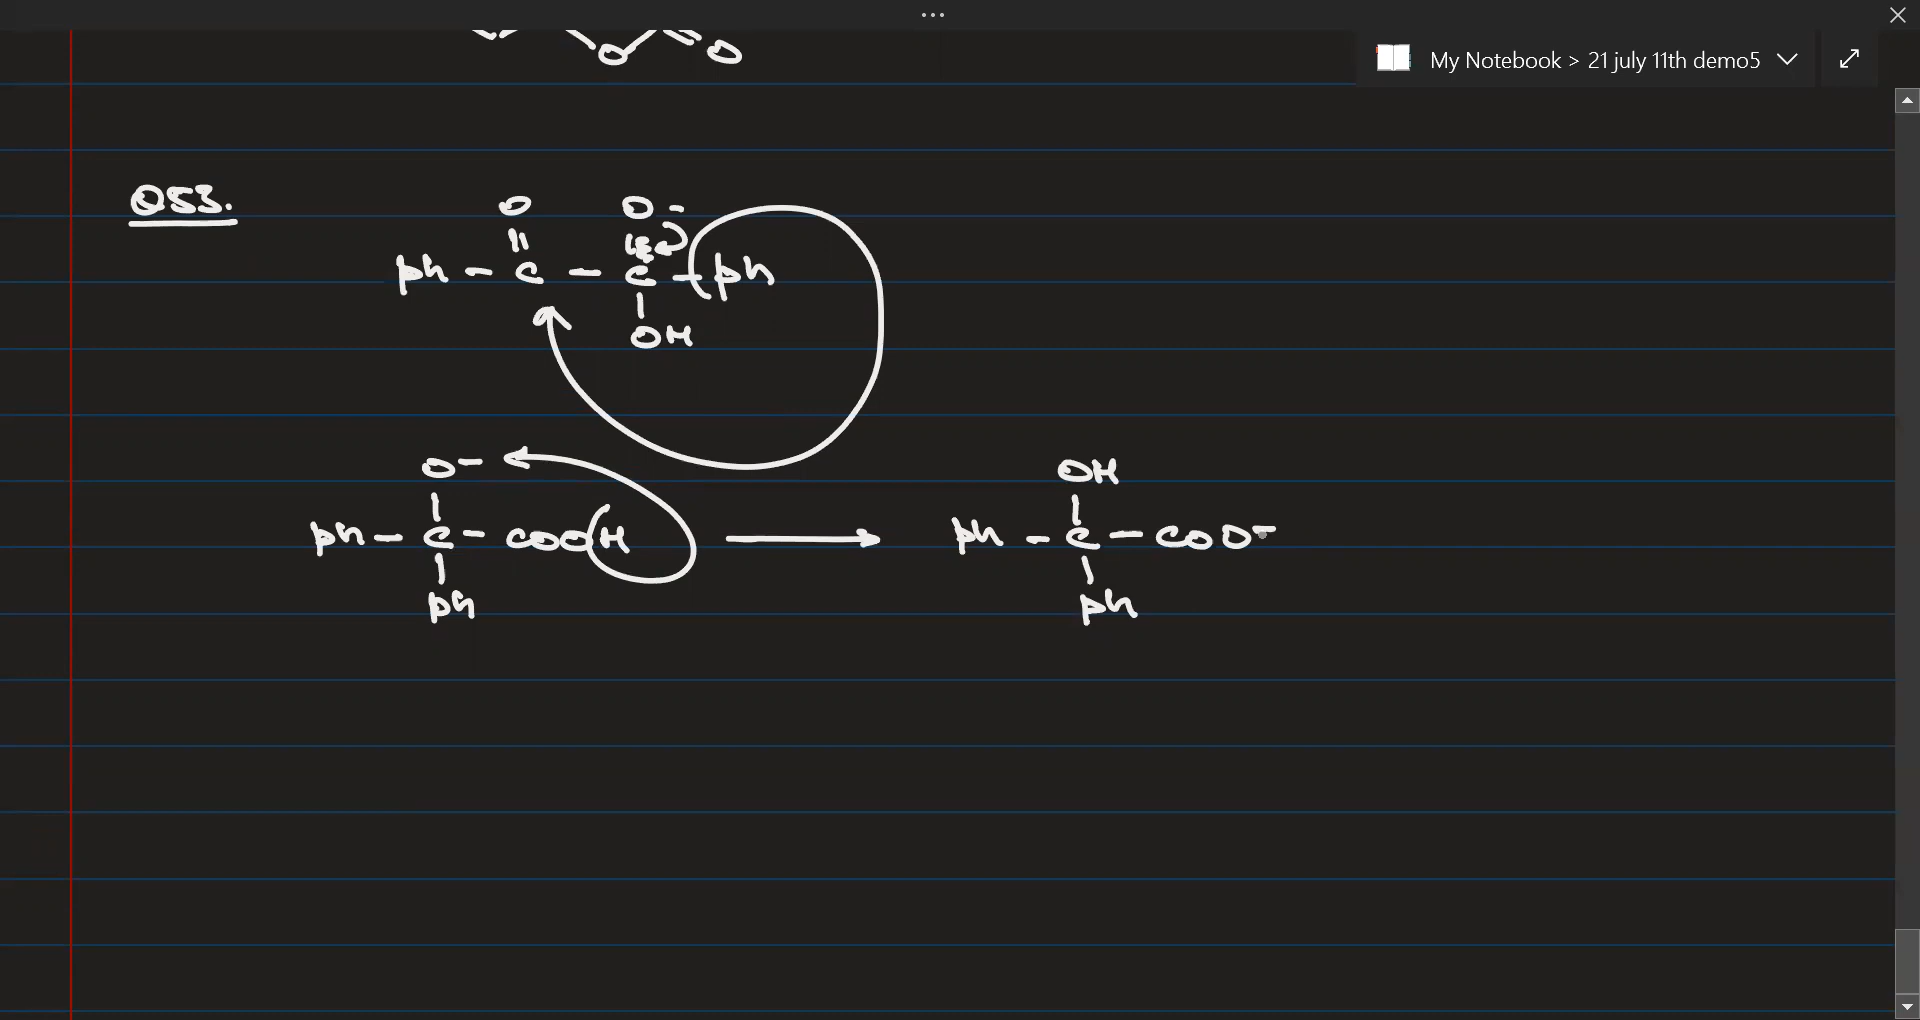 ...
O O
My Notebook > 21 july 11th demo5
Q53.
O O -
|| ||
Ph - C - C - Ph
|
OH
O - OH
| |
Ph - C - COOH → Ph - C - COO -
| |
Ph Ph